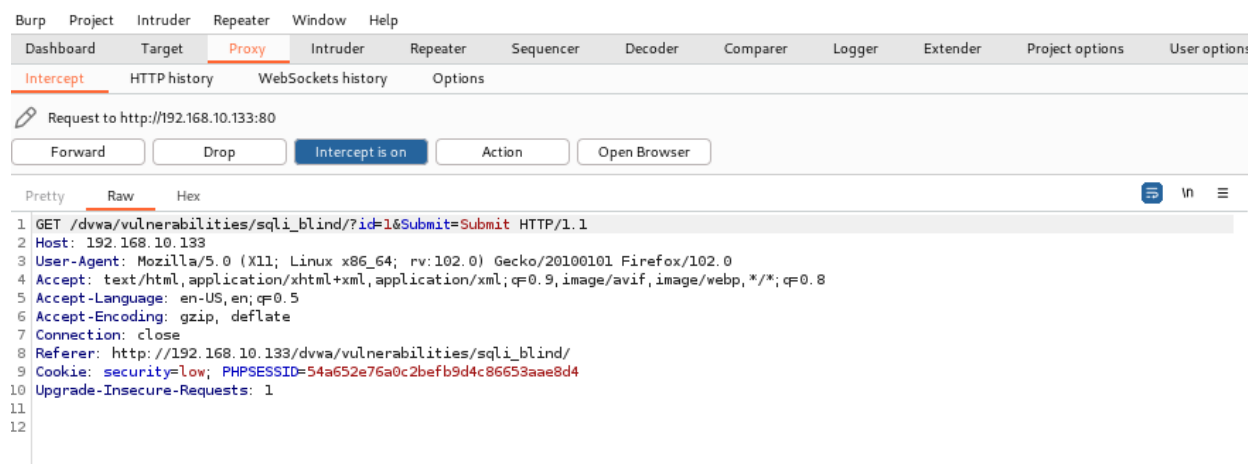 Burp Project Intruder Repeater Window Help
Dashboard Target Proxy Intruder Repeater Sequencer Decoder Comparer Logger Extender Project options User options
Intercept HTTP history WebSockets history Options
Request to http://192.168.10.133:80
Forward Drop Intercept is on Action Open Browser
Pretty Raw Hex \n
1 GET /dvwa/vulnerabilities/sqli_blind/?id=1&Submit=Submit HTTP/1.1
2 Host: 192.168.10.133
3 User-Agent: Mozilla/5.0 (X11; Linux x86_64; rv:102.0) Gecko/20100101 Firefox/102.0
4 Accept: text/html,application/xhtml+xml,application/xml;q=0.9,image/avif,image/webp,*/*;q=0.8
5 Accept-Language: en-US,en;q=0.5
6 Accept-Encoding: gzip, deflate
7 Connection: close
8 Referer: http://192.168.10.133/dvwa/vulnerabilities/sqli_blind/
9 Cookie: security=low; PHPSESSID=54a652e76a0c2befb9d4c86653aae8d4
10 Upgrade-Insecure-Requests: 1
11
12